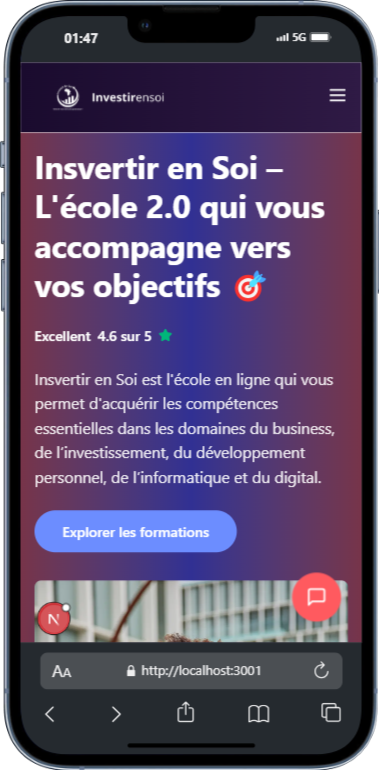 01:47
5G
Investirensoi
Insvertir en Soi –
L'école 2.0 qui vous
accompagne vers
vos objectifs
Excellent 4.6 sur 5
Insvertir en Soi est l'école en ligne qui vous
permet d'acquérir les compétences
essentielles dans les domaines du business,
de l’investissement, du développement
personnel, de l’informatique et du digital.
Explorer les formations
N
AA
http://localhost:3001